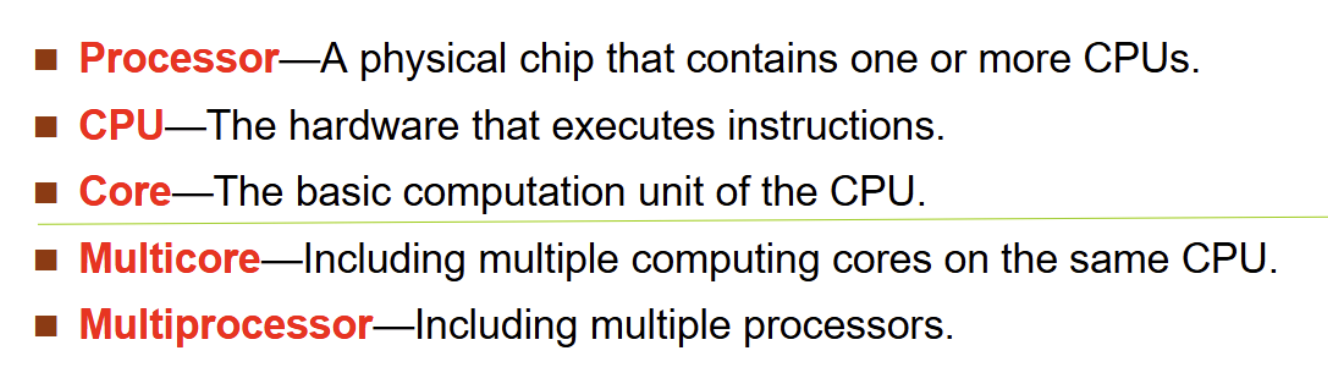 ■ Processor—A physical chip that contains one or more CPUs.
■ CPU—The hardware that executes instructions.
■ Core—The basic computation unit of the CPU.
■ Multicore—Including multiple computing cores on the same CPU.
■ Multiprocessor—Including multiple processors.